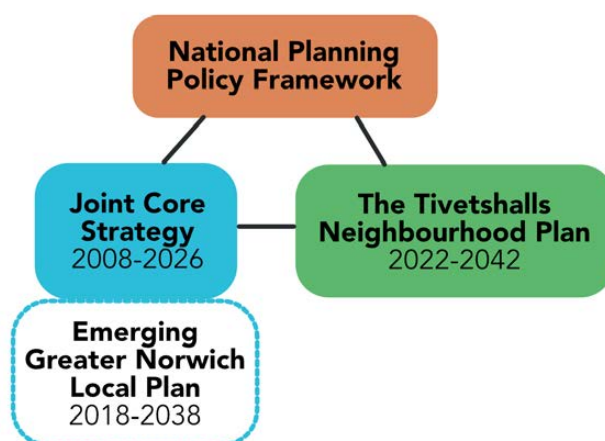 National Planning
Policy Framework
Joint Core
Strategy
2008-2026
The Tivetshalls
Neighbourhood Plan
2022-2042
Emerging
Greater Norwich
Local Plan
2018-2038